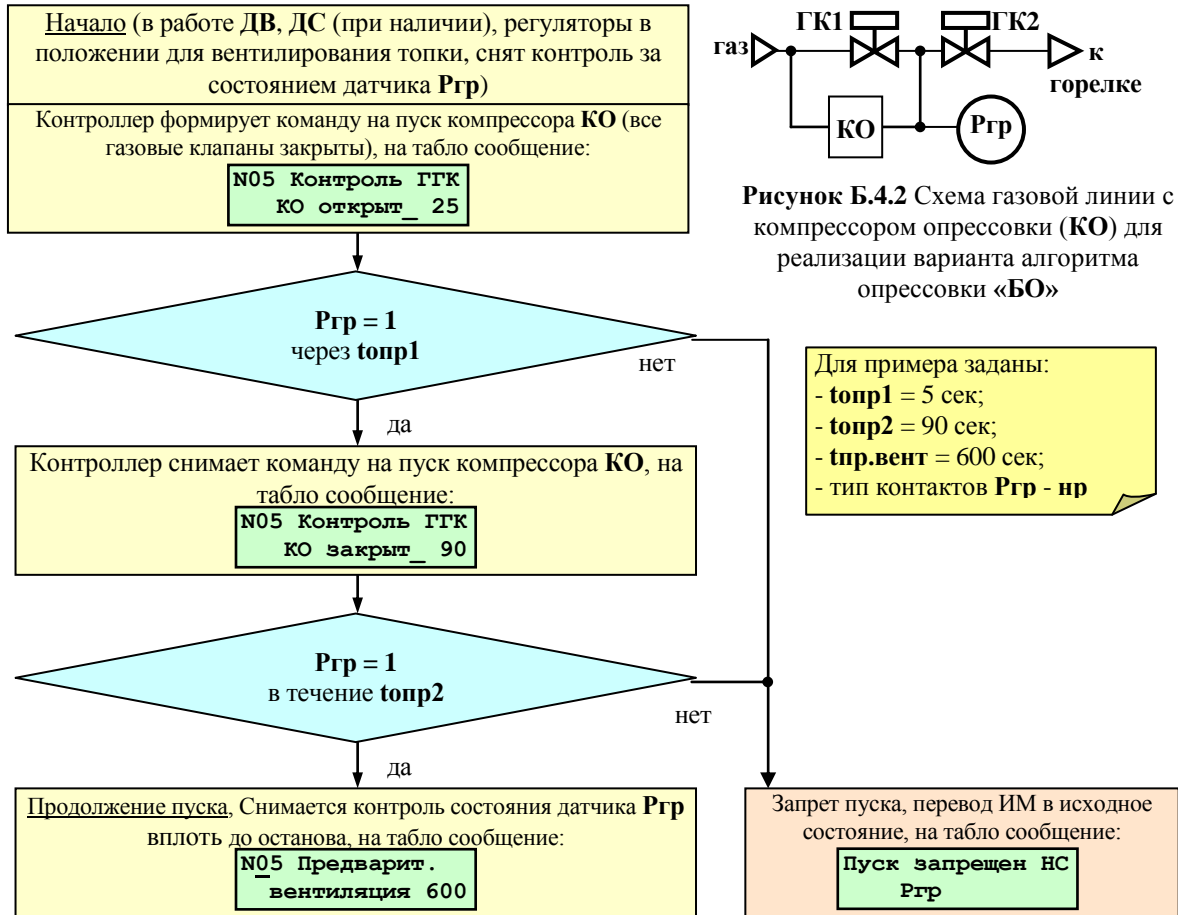 Начало (в работе ДВ, ДС (при наличии), регуляторы в
положении для вентилирования топки, снят контроль за
состоянием датчика Ргр)
Контроллер формирует команду на пуск компрессора КО (все
газовые клапаны закрыты), на табло сообщение:
N05 Контроль ГГК
КО открыт_ 25
Ргр = 1
через tопр1
нет
да
Контроллер снимает команду на пуск компрессора КО, на
табло сообщение:
N05 Контроль ГГК
КО закрыт_ 90
Ргр = 1
в течение tопр2
нет
да
Продолжение пуска, Снимается контроль состояния датчика Ргр
вплоть до останова, на табло сообщение:
N05 Предварит.
вентиляция 600
Запрет пуска, перевод ИМ в исходное
состояние, на табло сообщение:
Пуск запрещен НС
Ргр
ГК1
ГК2
газ
к
горелке
КО
Ргр
Рисунок Б.4.2 Схема газовой линии с
компрессором опрессовки (КО) для
реализации варианта алгоритма
опрессовки «БО»
Для примера заданы:
- tопр1 = 5 сек;
- tопр2 = 90 сек;
- tпр.вент = 600 сек;
- тип контактов Ргр - нр